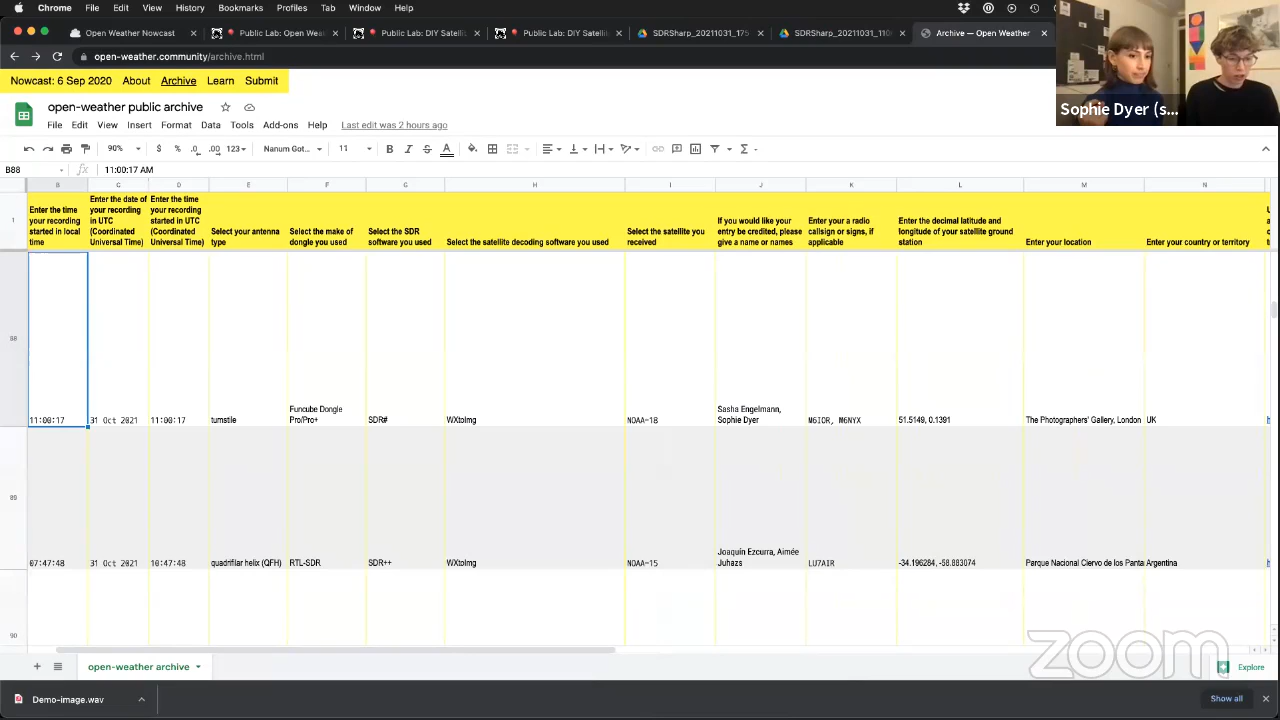 Chrome File Edit View History Bookmarks Profiles Tab Window Help
Open Weather Nowcast
Public Lab: Open Wea
Public Lab: DIY Satellit
Public Lab: DIY Satellit
SDRSharp_20211031_175
SDRSharp_20211031_110
Archive — Open Weather
open-weather.community/archive.html
Nowcast: 6 Sep 2020 About Archive Learn Submit
open-weather public archive
File Edit View Insert Format Data Tools Add-ons Help Last edit was 2 hours ago
90% $ % .0 .00 123 Nanum Got... 11 B I S A
B88 fx 11:00:17 AM
B C D E F G H I J K L M N
1
Enter the time
your recording
started in local
time
Enter the date of
your recording
in UTC
(Coordinated
Universal Time)
Enter the time
your recording
started in UTC
(Coordinated
Universal Time)
Select your antenna
type
Select the make of
dongle you used
Select the SDR
software you used
Select the satellite decoding software you used
Select the satellite you
received
If you would like your
entry be credited, please
give a name or names
Enter your a radio
callsign or signs, if
applicable
Enter the decimal latitude and
longitude of your satellite ground
station
Enter your location
Enter your country or territory
88
11:00:17
31 Oct 2021
11:00:17
turnstile
Funcube Dongle
Pro/Pro+
SDR#
WXtoImg
NOAA-18
Sasha Engelmann,
Sophie Dyer
M6IOR, M6NYX
51.5149, 0.1391
The Photographers' Gallery, London
UK
89
07:47:48
31 Oct 2021
10:47:48
quadrifilar helix (QFH)
RTL-SDR
SDR++
WXtoImg
NOAA-15
Joaquín Ezcurra, Aimée
Juhazs
LU7AIR
-34.196284, -58.883074
Parque Nacional Ciervo de los Panta
Argentina
90
open-weather archive
Explore
Demo-image.wav
Show all
Sophie Dyer (s...
zoom